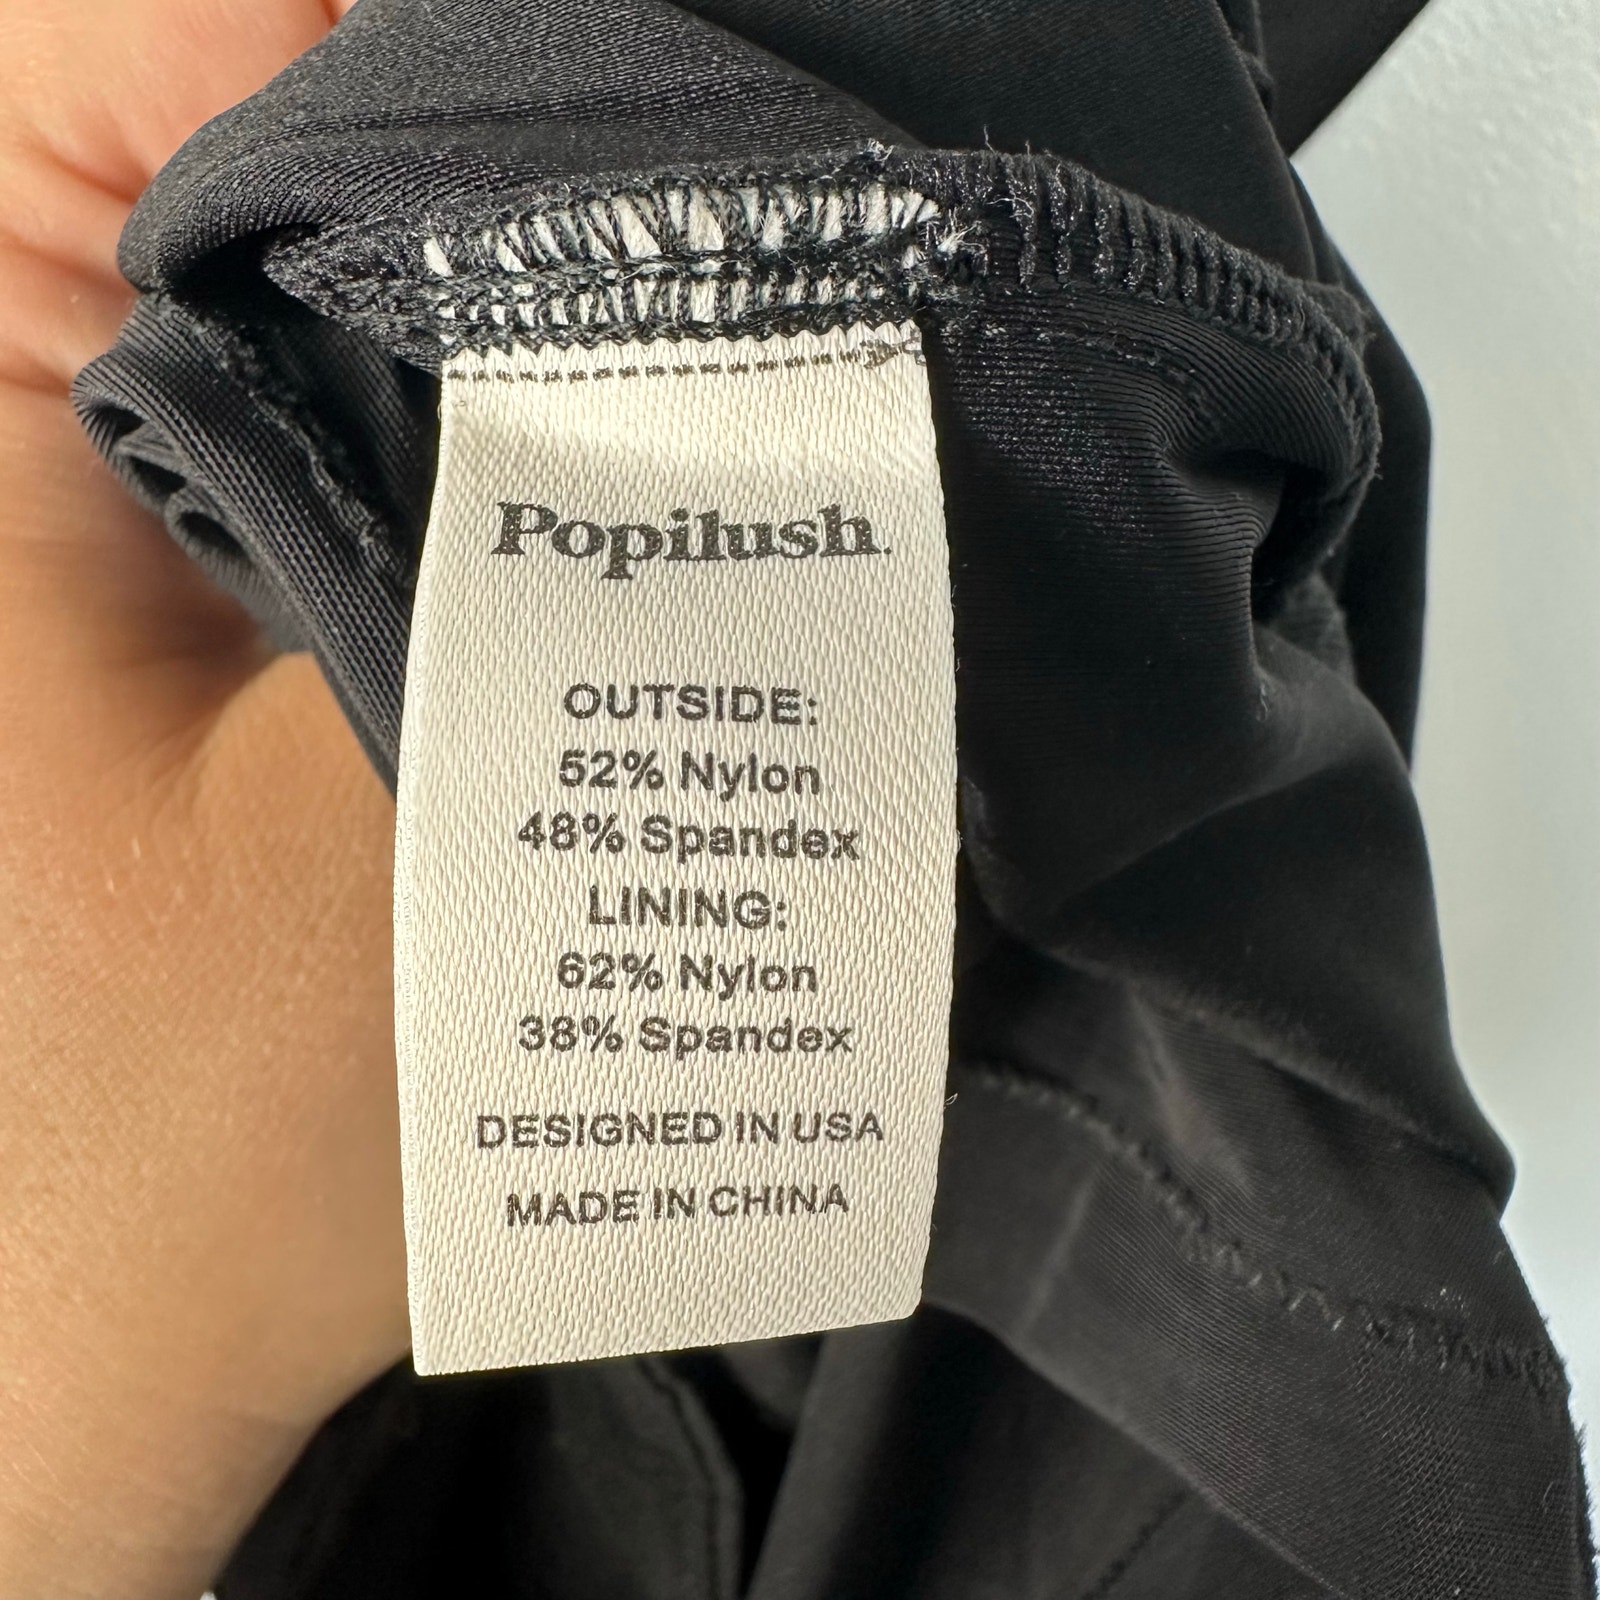 Popilush.
OUTSIDE:
52% Nylon
48% Spandex
LINING:
62% Nylon
38% Spandex
DESIGNED IN USA
MADE IN CHINA